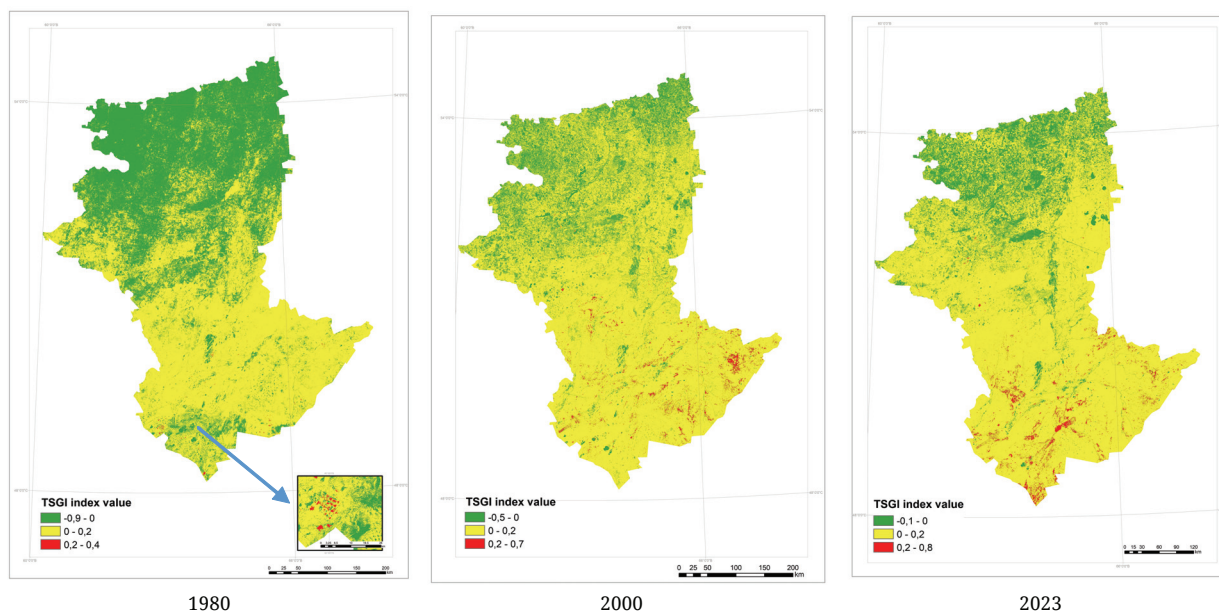 TSGI index value
-0,9 - 0
0 - 0,2
0,2 - 0,4
0 25 50 100 150 200
km
1980
TSGI index value
-0,5 - 0
0 - 0,2
0,2 - 0,7
0 25 50 100 150 200
km
2000
TSGI index value
-0,1 - 0
0 - 0,2
0,2 - 0,8
0 15 30 60 90 120
km
2023